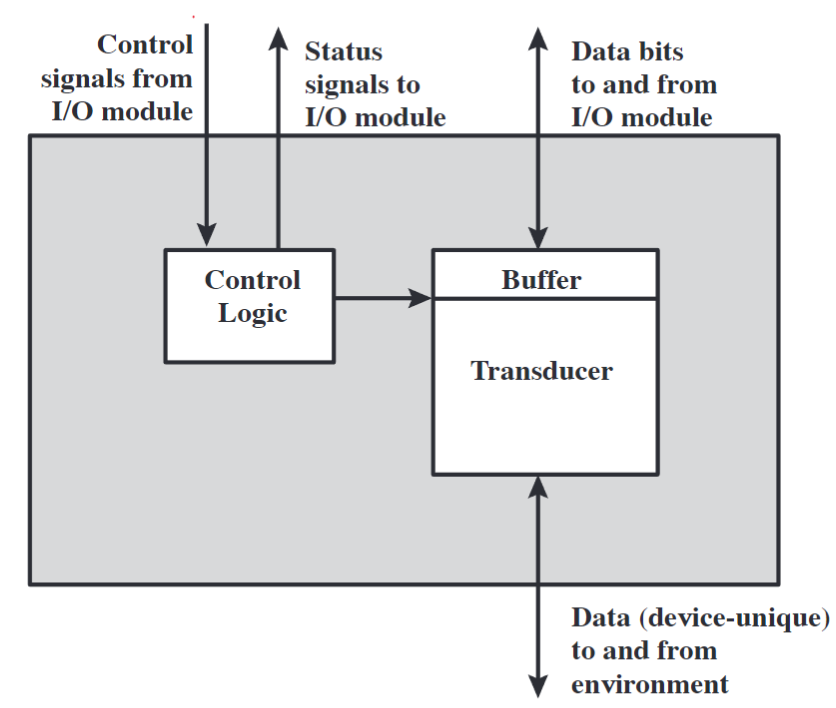 Control
signals from
I/O module
Status
signals to
I/O module
Data bits
to and from
I/O module
Control
Logic
Buffer
Transducer
Data (device-unique)
to and from
environment